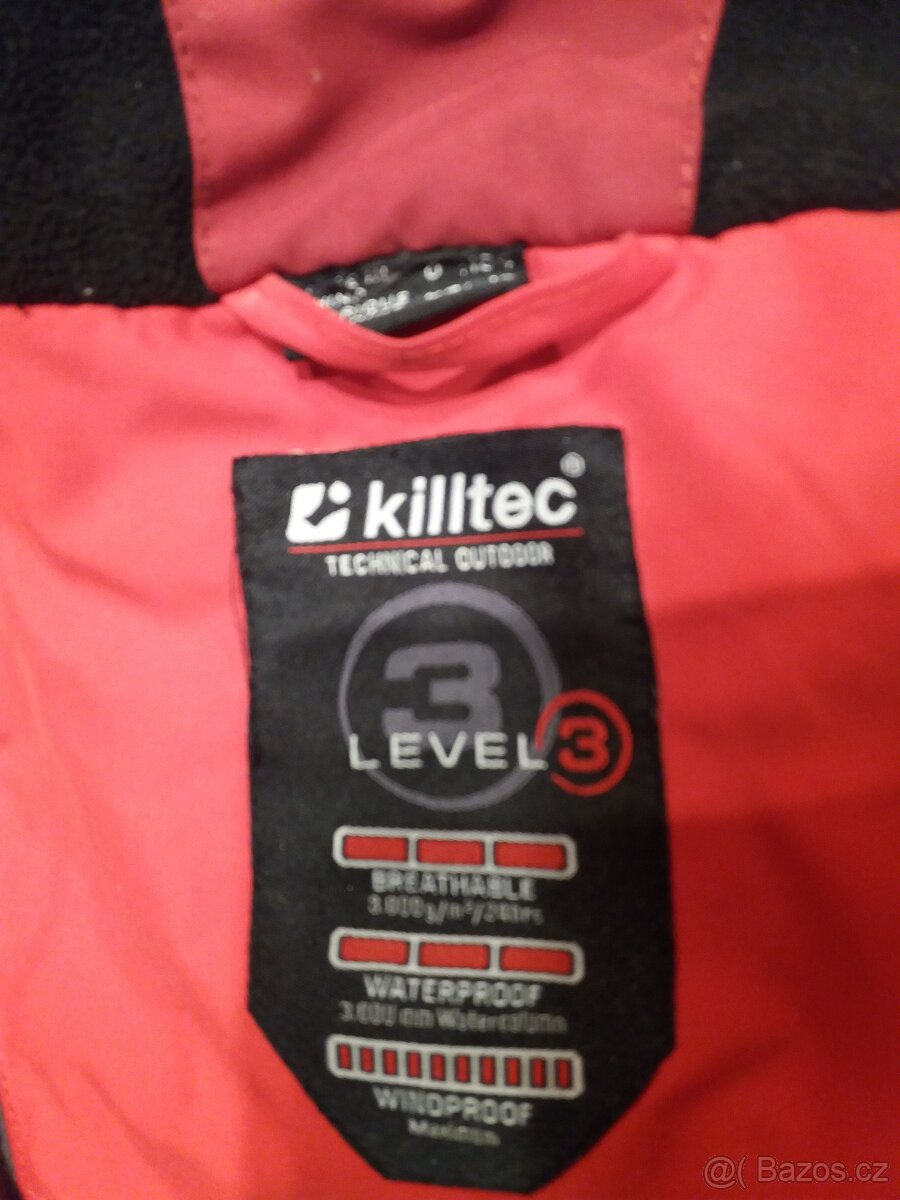 killtec®
TECHNICAL OUTDOOR
3
LEVEL 3
BREATHABLE
3.000g/m²/24hrs
WATERPROOF
3.000 mm Watercolumn
WINDPROOF
Maximum
@( Bazos.cz